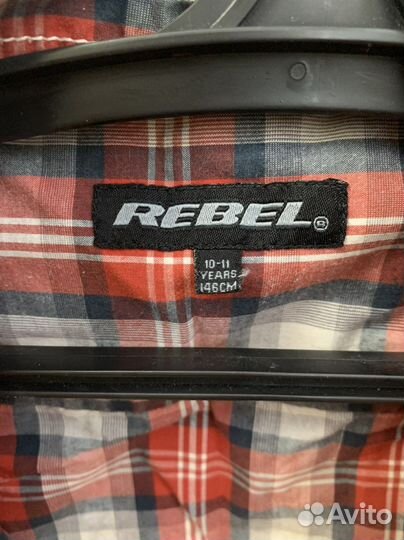 REBEL®
10-11
YEARS
146CM
Avito